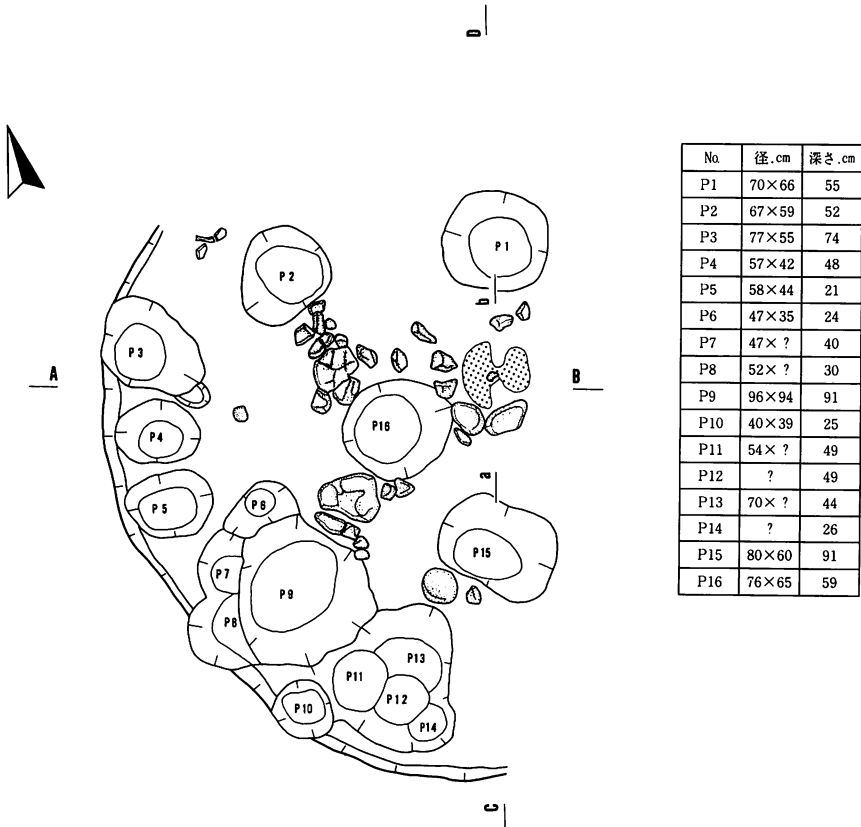 D
P1
P2
b
P3
A
B
P4
P16
a
P5
P6
P15
P7
P9
P8
P13
P11
P12
P10
P14
C
No. 径.cm 深さ.cm
P1 70×66 55
P2 67×59 52
P3 77×55 74
P4 57×42 48
P5 58×44 21
P6 47×35 24
P7 47× ? 40
P8 52× ? 30
P9 96×94 91
P10 40×39 25
P11 54× ? 49
P12 ? 49
P13 70× ? 44
P14 ? 26
P15 80×60 91
P16 76×65 59